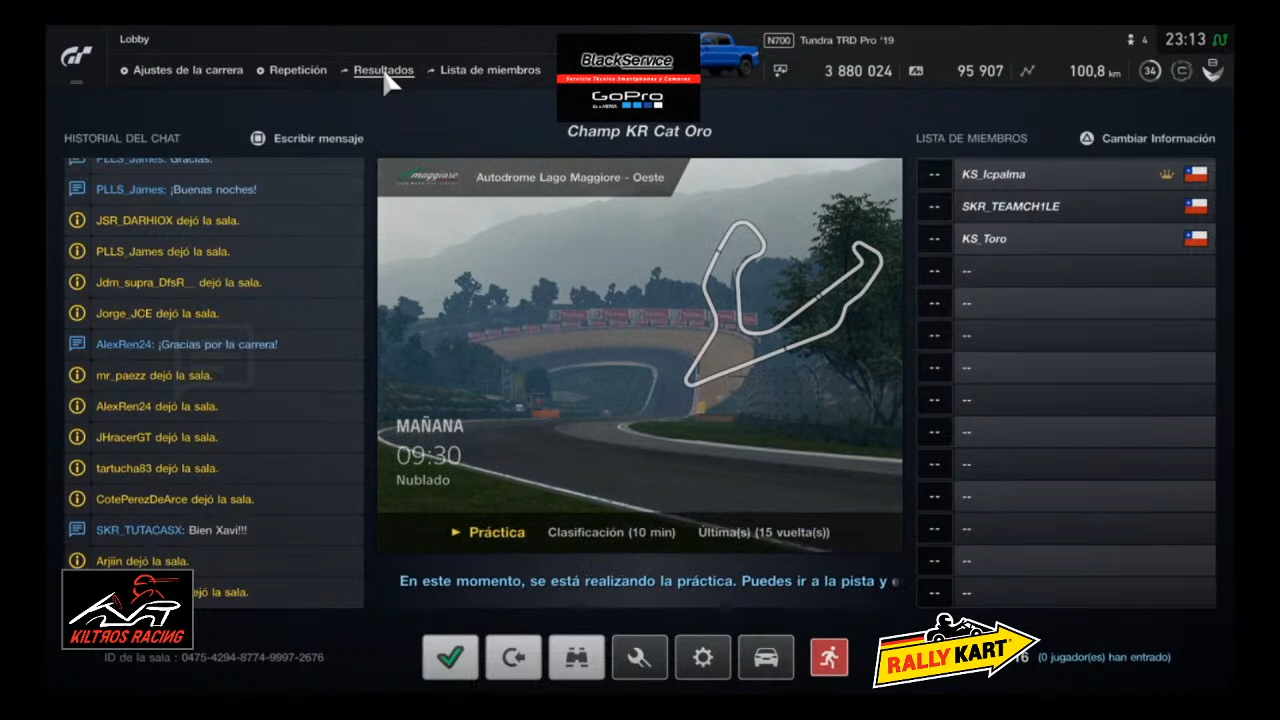 Lobby
Ajustes de la carrera
Repetición
Resultados
Lista de miembros
BlackService
Servicio Técnico Smartphones y Camaras
GoPro
Be a HERO.
N700 Tundra TRD Pro '19
3 880 024
95 907
100,8 km
34
4
23:13
B
Champ KR Cat Oro
HISTORIAL DEL CHAT
Escribir mensaje
PLLS_James: Gracias.
PLLS_James: ¡Buenas noches!
JSR_DARHIOX dejó la sala.
PLLS_James dejó la sala.
Jdm_supra_DfsR__ dejó la sala.
Jorge_JCE dejó la sala.
AlexRen24: ¡Gracias por la carrera!
mr_paezz dejó la sala.
AlexRen24 dejó la sala.
JHracerGT dejó la sala.
tartucha83 dejó la sala.
CotePerezDeArce dejó la sala.
SKR_TUTACASX: Bien Xavi!!!
Arjiin dejó la sala.
ejó la sala.
KILTROS RACING
ID de la sala : 0475-4294-8774-9997-2676
maggiore
Autodrome Lago Maggiore - Oeste
MAÑANA
09:30
Nublado
Práctica
Clasificación (10 min)
Última(s) (15 vuelta(s))
En este momento, se está realizando la práctica. Puedes ir a la pista y
LISTA DE MIEMBROS
Cambiar Información
-- KS_Icpalma
-- SKR_TEAMCH1LE
-- KS_Toro
-- --
-- --
-- --
-- --
-- --
-- --
-- --
-- --
-- --
-- --
-- --
RALLY KART
16 (0 jugador(es) han entrado)